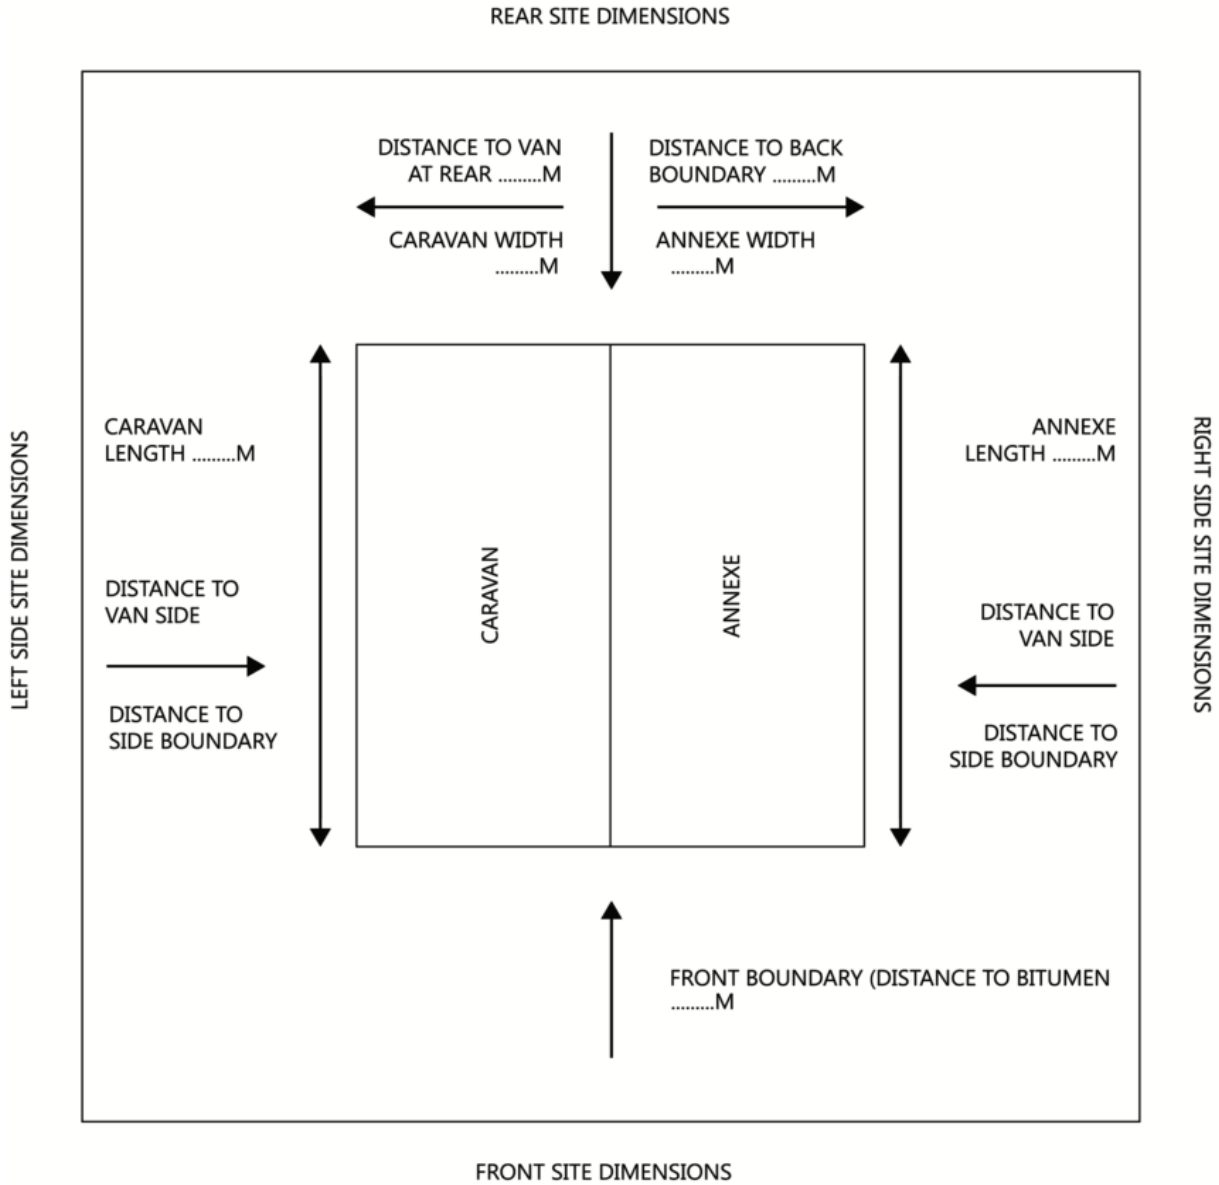 REAR SITE DIMENSIONS
DISTANCE TO VAN
AT REAR .........M
DISTANCE TO BACK
BOUNDARY .........M
CARAVAN WIDTH
.........M
ANNEXE WIDTH
.........M
CARAVAN
LENGTH .........M
ANNEXE
LENGTH .........M
LEFT SIDE SITE DIMENSIONS
RIGHT SIDE SITE DIMENSIONS
CARAVAN
ANNEXE
DISTANCE TO
VAN SIDE
DISTANCE TO
VAN SIDE
DISTANCE TO
SIDE BOUNDARY
DISTANCE TO
SIDE BOUNDARY
FRONT BOUNDARY (DISTANCE TO BITUMEN
.........M
FRONT SITE DIMENSIONS